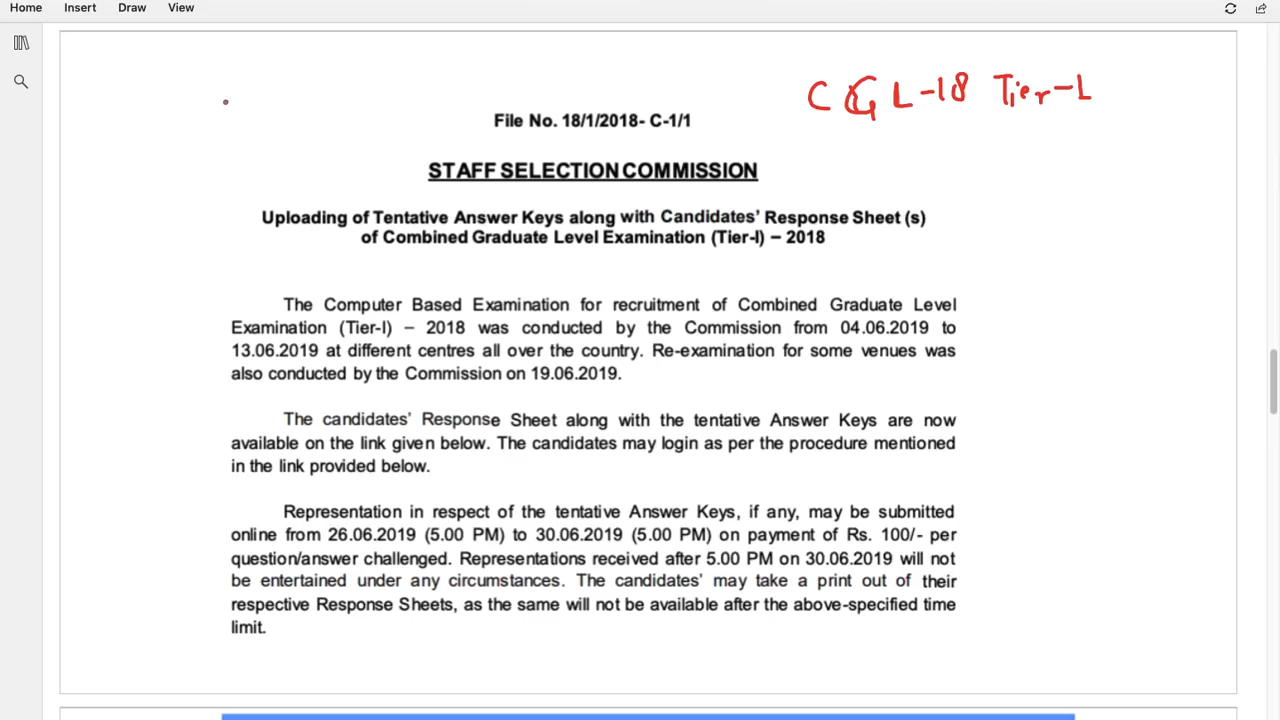 Home Insert Draw View
C G L-18 Tier-1
File No. 18/1/2018- C-1/1
STAFF SELECTION COMMISSION
Uploading of Tentative Answer Keys along with Candidates' Response Sheet (s)
of Combined Graduate Level Examination (Tier-I) – 2018
The Computer Based Examination for recruitment of Combined Graduate Level
Examination (Tier-I) – 2018 was conducted by the Commission from 04.06.2019 to
13.06.2019 at different centres all over the country. Re-examination for some venues was
also conducted by the Commission on 19.06.2019.
The candidates' Response Sheet along with the tentative Answer Keys are now
available on the link given below. The candidates may login as per the procedure mentioned
in the link provided below.
Representation in respect of the tentative Answer Keys, if any, may be submitted
online from 26.06.2019 (5.00 PM) to 30.06.2019 (5.00 PM) on payment of Rs. 100/- per
question/answer challenged. Representations received after 5.00 PM on 30.06.2019 will not
be entertained under any circumstances. The candidates' may take a print out of their
respective Response Sheets, as the same will not be available after the above-specified time
limit.